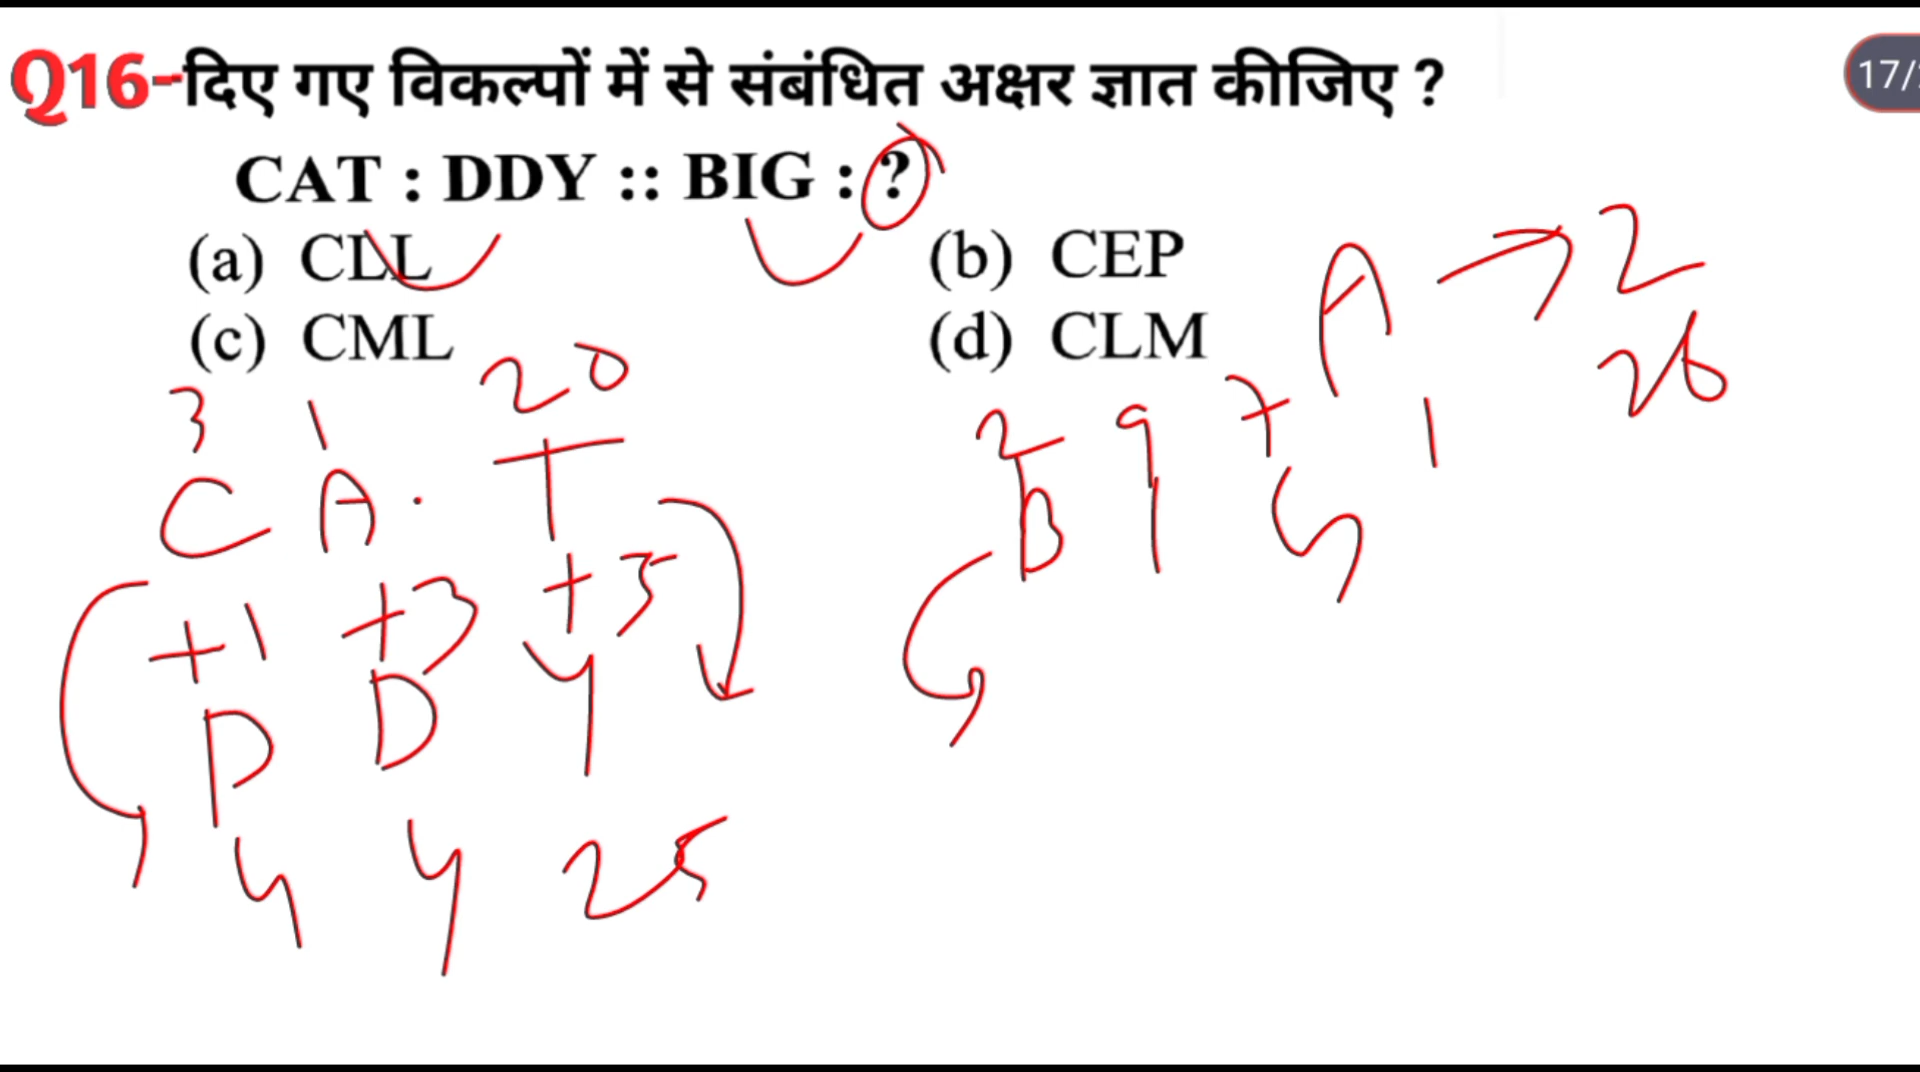 Q16-दिए गए विकल्पों में से संबंधित अक्षर ज्ञात कीजिए ?
17/
CAT : DDY :: BIG : ?
(a) CLL (b) CEP
(c) CML (d) CLM
A → 2
26
1
3 1 20
C A T
2 9 7
B I G
+1 +3 +5
D D Y
4 4 25